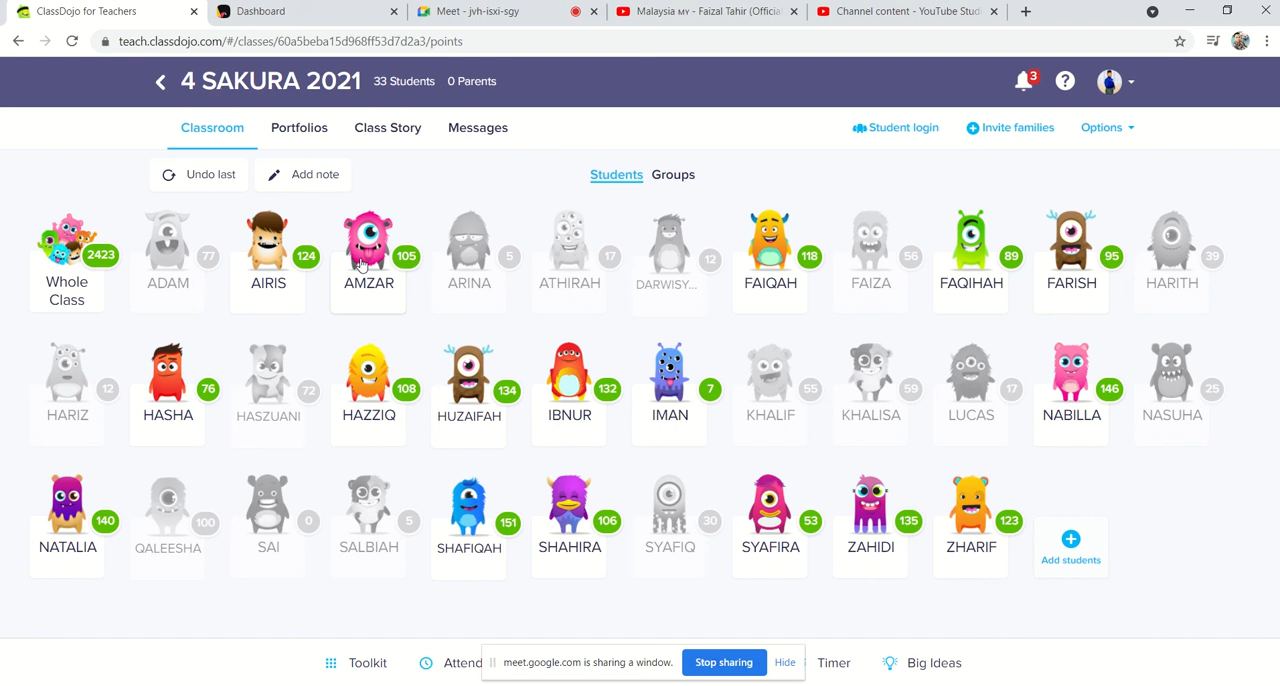 ClassDojo for Teachers
Dashboard
Meet - jvh-isxi-sgy
Malaysia MY - Faizal Tahir (Official
Channel content - YouTube Studi
teach.classdojo.com/#/classes/60a5beba15d968ff53d7d2a3/points
4 SAKURA 2021 33 Students 0 Parents
3
Classroom Portfolios Class Story Messages
Student login Invite families Options
Undo last Add note
Students Groups
2423 77 124 105 5 17 12 118 56 89 95 39
Whole Class ADAM AIRIS AMZAR ARINA ATHIRAH DARWISY... FAIQAH FAIZA FAQIHAH FARISH HARITH
12 76 72 108 134 132 7 55 59 17 146 25
HARIZ HASHA HASZUANI HAZZIQ HUZAIFAH IBNUR IMAN KHALIF KHALISA LUCAS NABILLA NASUHA
140 100 0 5 151 106 30 53 135 123
NATALIA QALEESHA SAI SALBIAH SHAFIQAH SHAHIRA SYAFIQ SYAFIRA ZAHIDI ZHARIF Add students
Toolkit Attend meet.google.com is sharing a window. Stop sharing Hide Timer Big Ideas